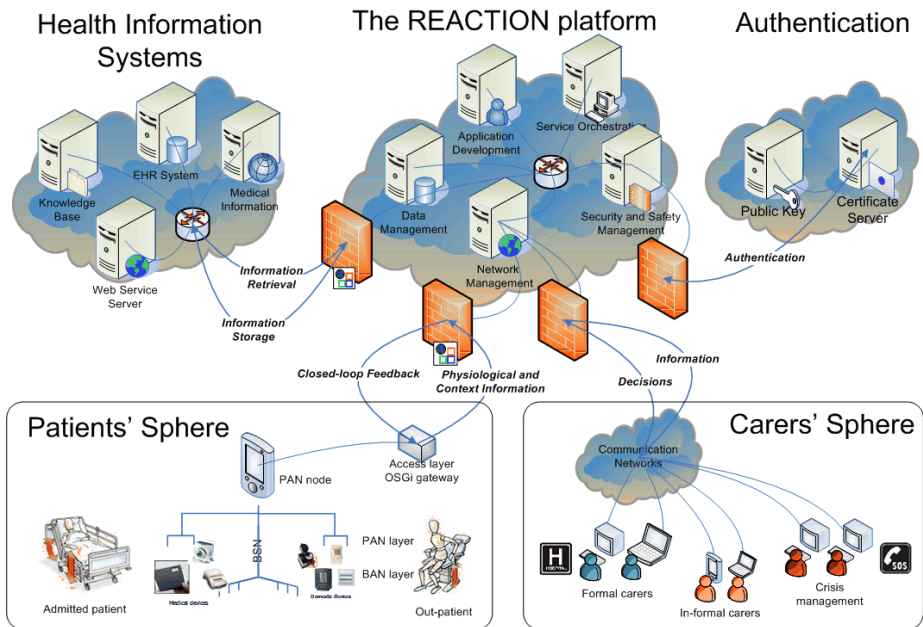 Health Information
Systems
The REACTION platform
Authentication
Knowledge
Base
EHR System
Medical
Information
Web Service
Server
Application
Development
Service Orchestration
Data
Management
Network
Management
Security and Safety
Management
Public Key
Certificate
Server
Information
Retrieval
Information
Storage
Authentication
Closed-loop Feedback
Physiological and
Context Information
Information
Decisions
Patients' Sphere
PAN node
Access layer
OSGi gateway
BSN
PAN layer
BAN layer
Medical devices
Domestic devices
Admitted patient
Out-patient
Carers' Sphere
Communication
Networks
H
HOSPITAL
SOS
Formal carers
In-formal carers
Crisis
management